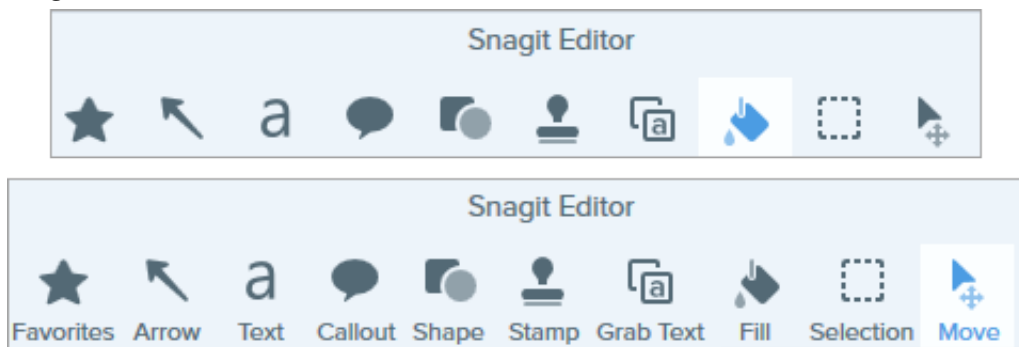 Snagit Editor
a
a
Snagit Editor
a
a
Favorites Arrow Text Callout Shape Stamp Grab Text Fill Selection Move